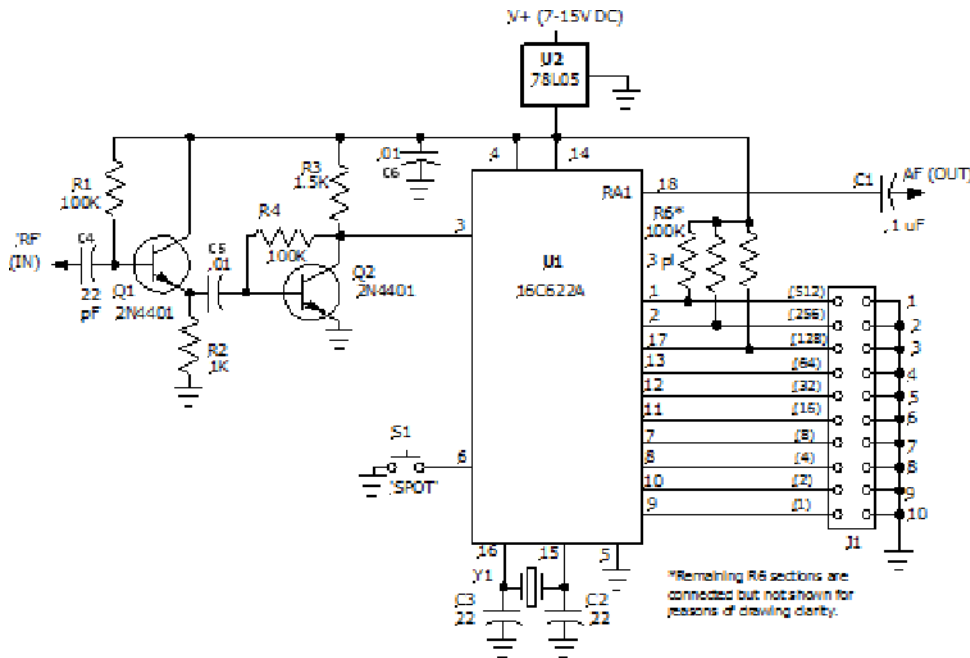 V+ (7-15V DC)
U2
78L05
.01
C6
4
14
R1
100K
R3
1.5K
R4
100K
RA1
18
C1
AF (OUT)
.1 uF
R6*
100K
3 pl
'RF'
(IN)
C4
22
pF
Q1
2N4401
C5
.01
Q2
2N4401
R2
1K
3
U1
16C622A
1
(512)
1
2
(256)
2
17
(128)
3
13
(64)
4
12
(32)
5
11
(16)
6
7
(8)
7
8
(4)
8
10
(2)
9
9
(1)
10
J1
S1
'SPOT'
6
16
15
5
Y1
C3
22
C2
22
*Remaining R6 sections are
connected but not shown for
reasons of drawing clarity.